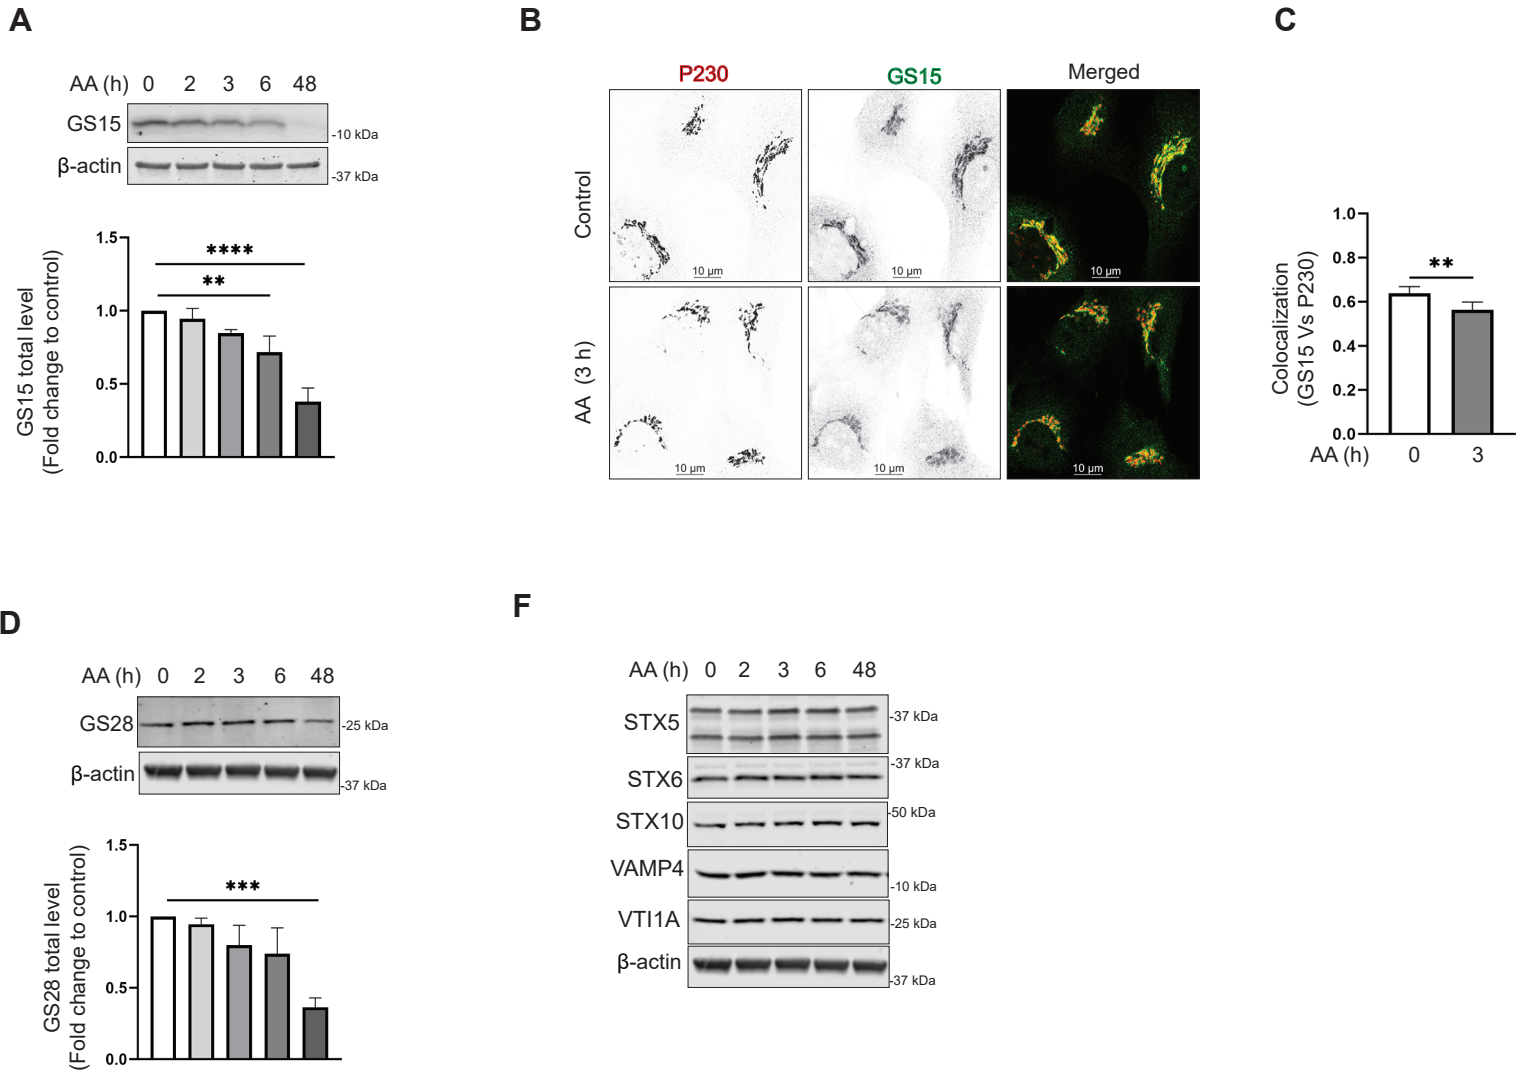 A
AA (h) 0 2 3 6 48
GS15
-10 kDa
β-actin
-37 kDa
GS15 total level
(Fold change to control)
1.5
1.0
0.5
0.0
****
**
B
P230 GS15 Merged
Control
10 µm 10 µm 10 µm
AA (3 h)
10 µm 10 µm 10 µm
C
Colocalization
(GS15 Vs P230)
1.0
0.8
0.6
0.4
0.2
0.0
**
AA (h) 0 3
D
AA (h) 0 2 3 6 48
GS28
-25 kDa
β-actin
-37 kDa
GS28 total level
(Fold change to control)
1.5
1.0
0.5
0.0
***
F
AA (h) 0 2 3 6 48
STX5
-37 kDa
STX6
-37 kDa
STX10
-50 kDa
VAMP4
-10 kDa
VTI1A
-25 kDa
β-actin
-37 kDa